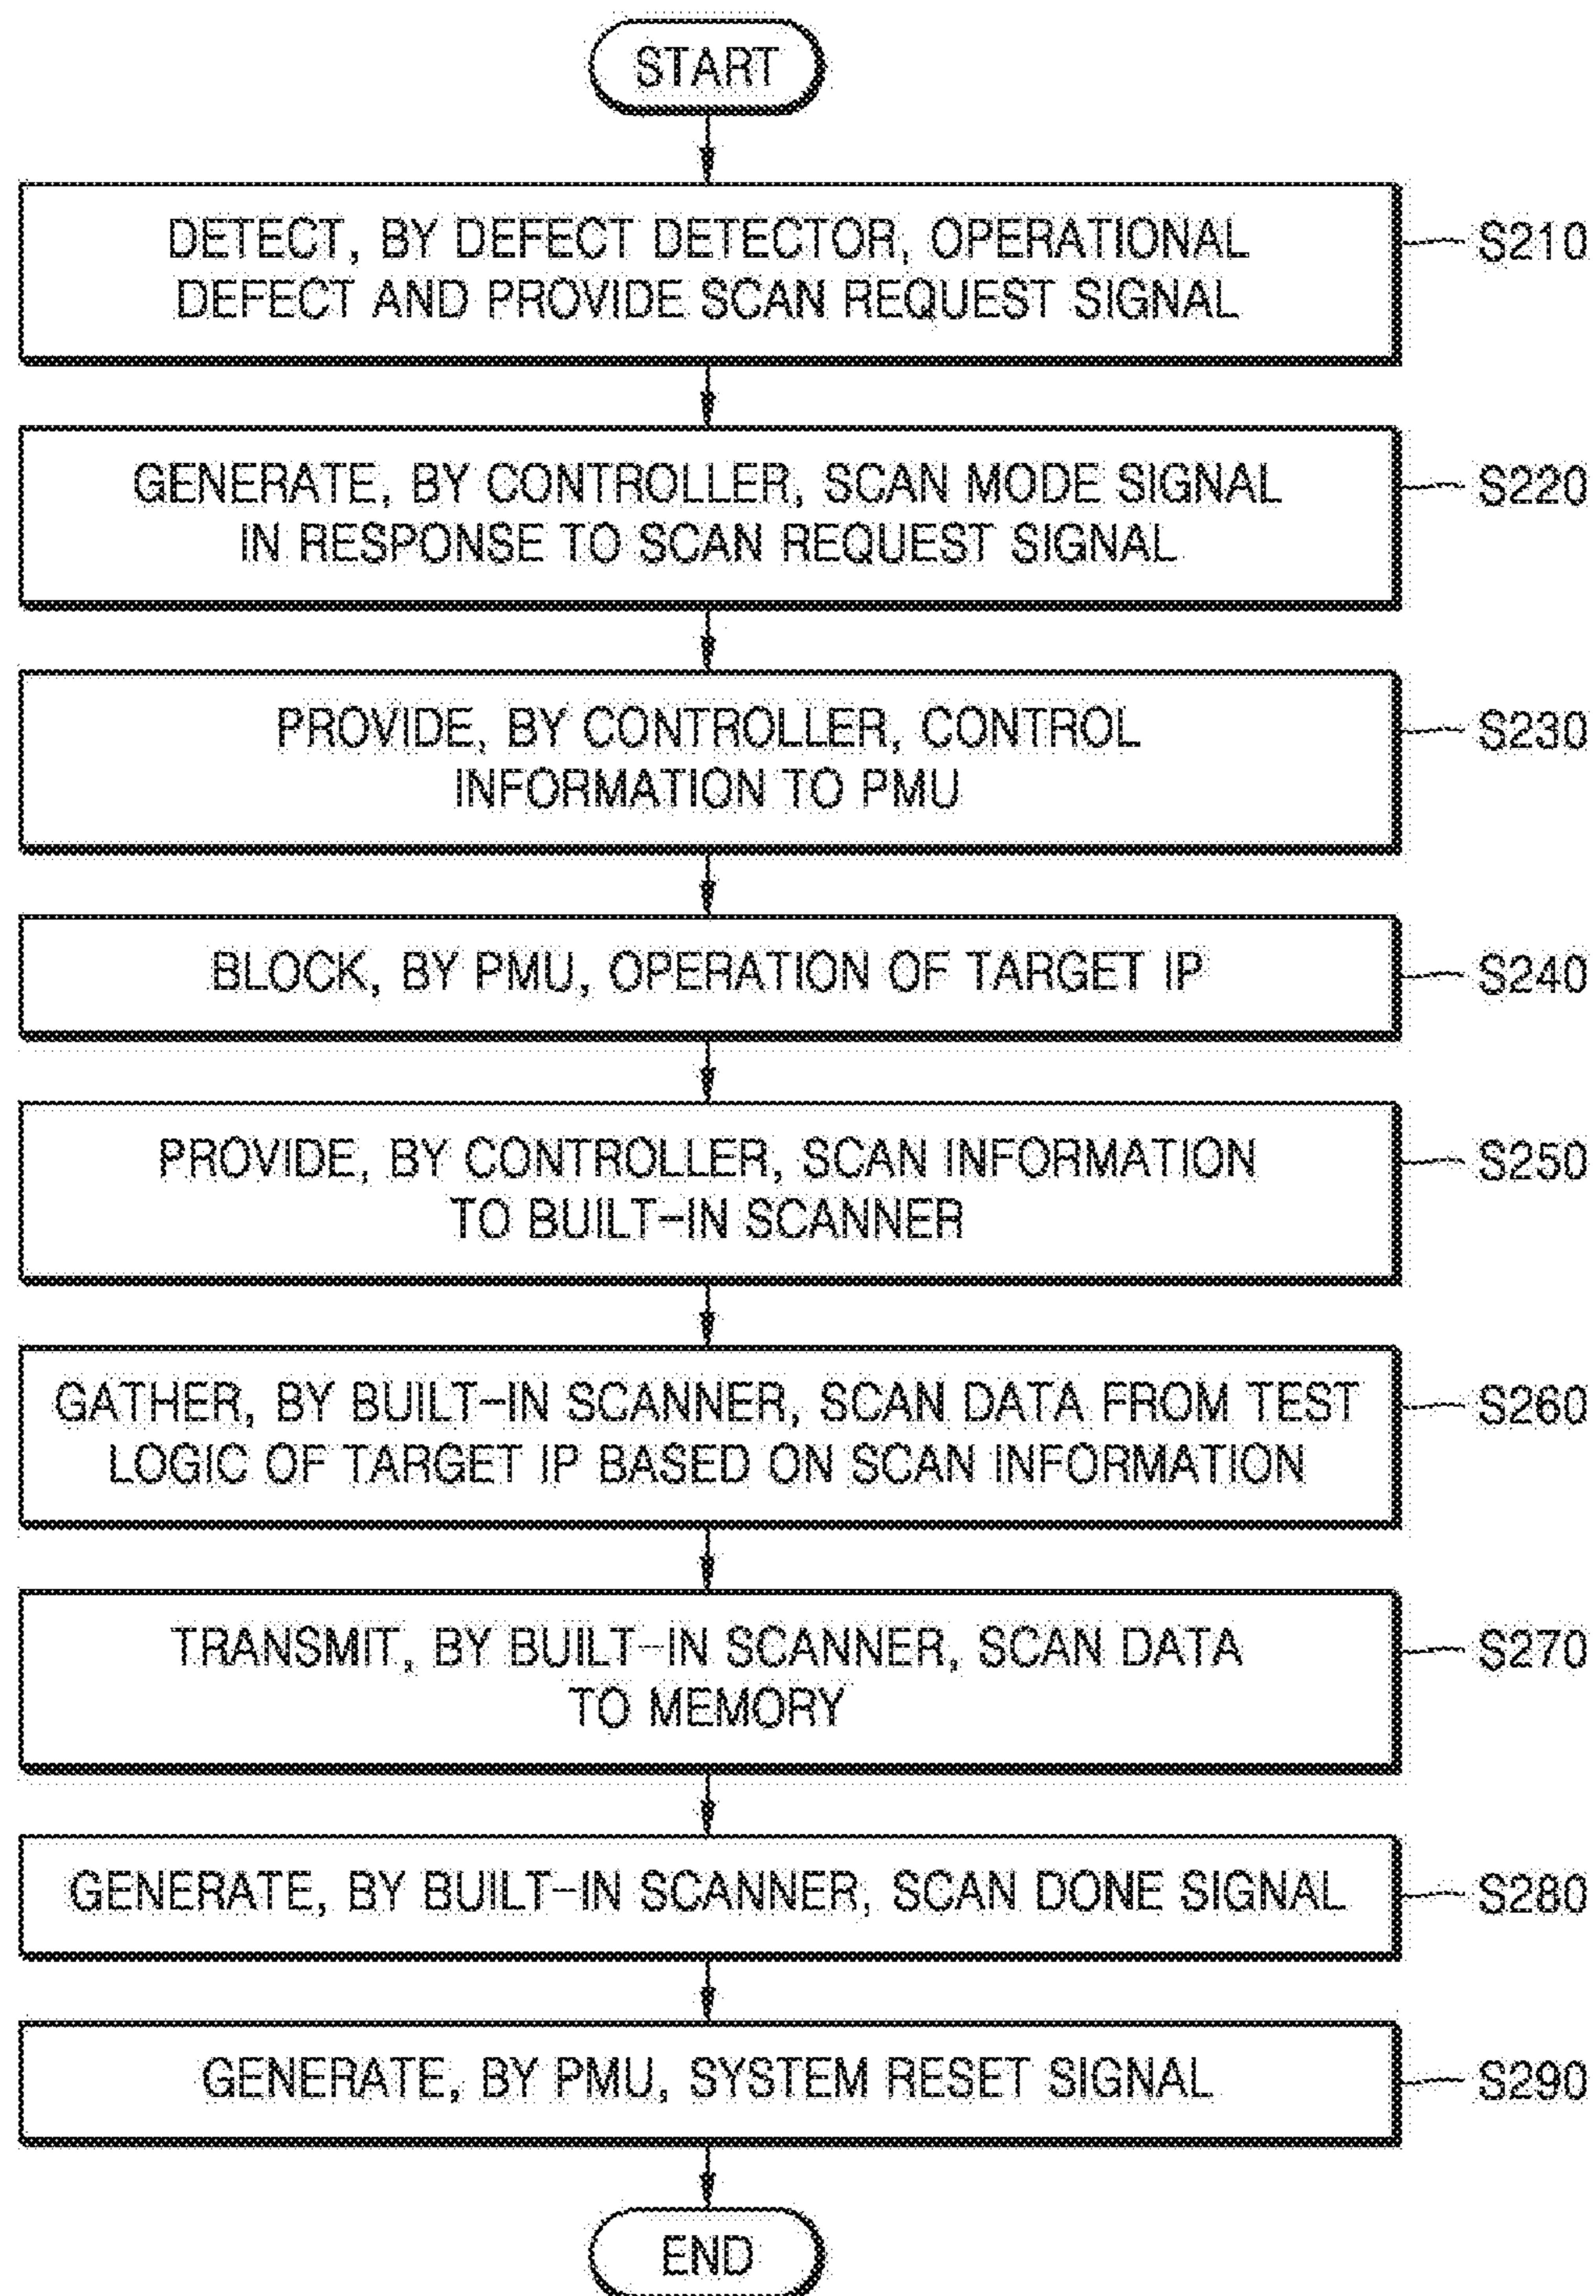 START
DETECT, BY DEFECT DETECTOR, OPERATIONAL
DEFECT AND PROVIDE SCAN REQUEST SIGNAL
S210
GENERATE, BY CONTROLLER, SCAN MODE SIGNAL
IN RESPONSE TO SCAN REQUEST SIGNAL
S220
PROVIDE, BY CONTROLLER, CONTROL
INFORMATION TO PMU
S230
BLOCK, BY PMU, OPERATION OF TARGET IP
S240
PROVIDE, BY CONTROLLER, SCAN INFORMATION
TO BUILT-IN SCANNER
S250
GATHER, BY BUILT-IN SCANNER, SCAN DATA FROM TEST
LOGIC OF TARGET IP BASED ON SCAN INFORMATION
S260
TRANSMIT, BY BUILT-IN SCANNER, SCAN DATA
TO MEMORY
S270
GENERATE, BY BUILT-IN SCANNER, SCAN DONE SIGNAL
S280
GENERATE, BY PMU, SYSTEM RESET SIGNAL
S290
END